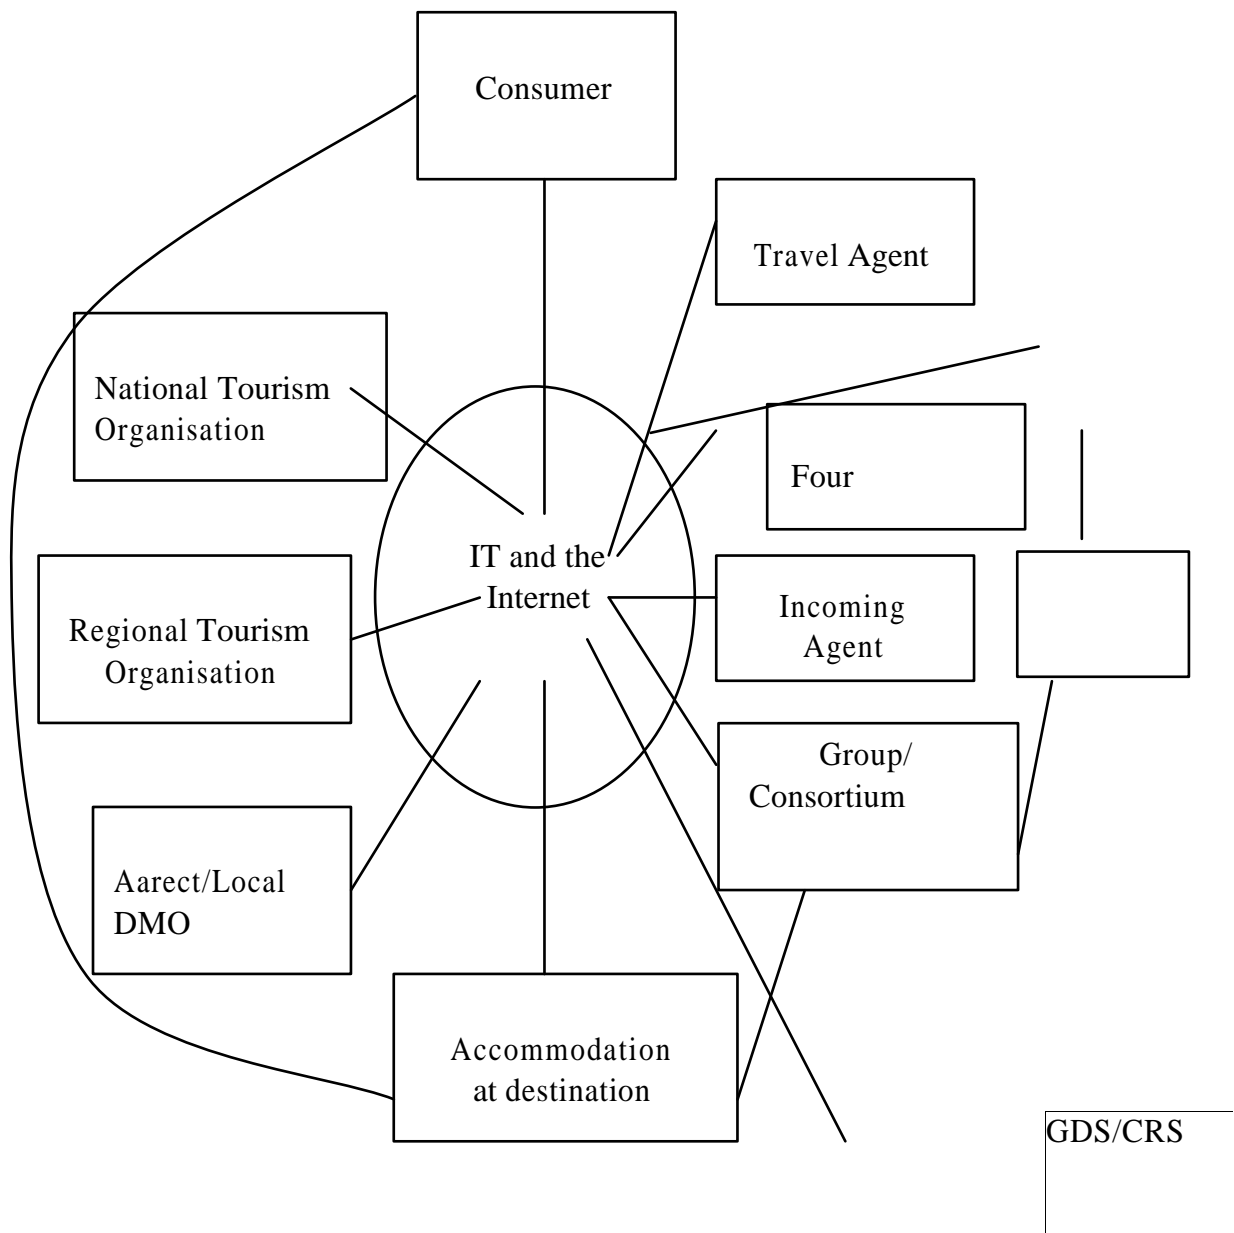 Consumer
Travel Agent
National Tourism
Organisation
Four
IT and the
Internet
Incoming
Agent
Regional Tourism
Organisation
Group/
Consortium
Aarect/Local
DMO
Accommodation
at destination
GDS/CRS